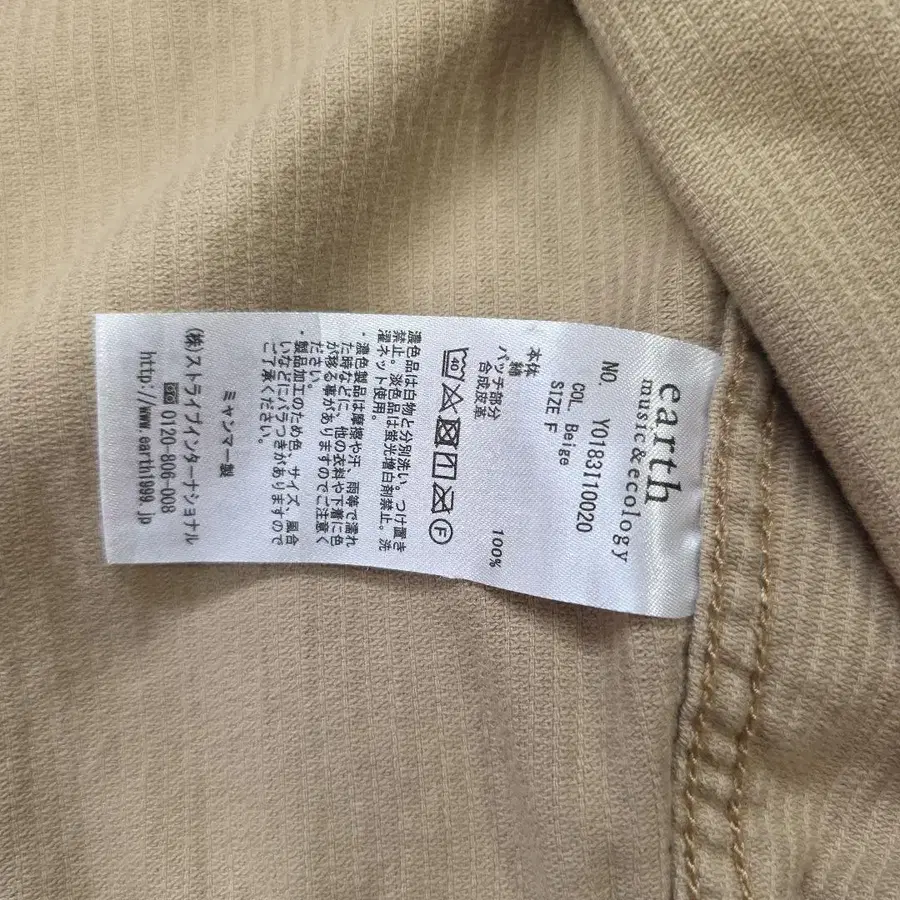 earth
music&ecology
NO. Y0183I10020
COL Beige
SIZE F
本体
綿 100%
パッチ部分
合成皮革
40 F
濃色品は白物と分別洗い。つけ置き
禁止。淡色品は蛍光増白剤禁止。洗
濯ネット使用。
・濃色製品は摩擦や汗 雨等で濡れ
た時などに、他の衣料や下着に色
が移る事がありますのでご注意く
ださい。
・製品加工のため色、サイズ、風合
いなどにバラつきがありますので
ご了承ください。
ミャンマー製
(株)ストライプインターナショナル
0120-806-008
http://www.earth1999.jp